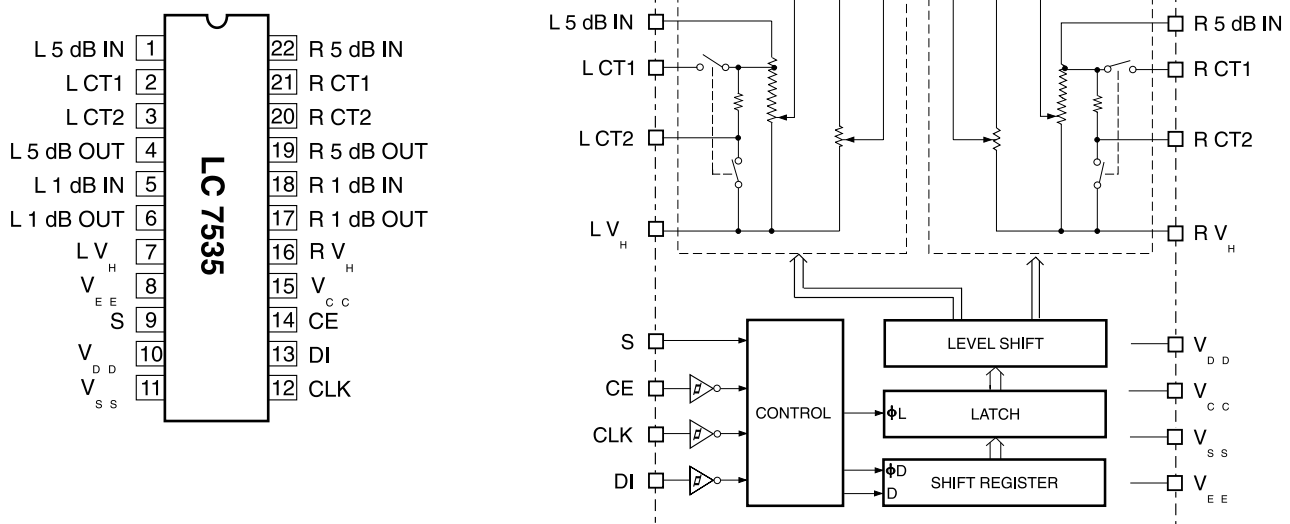 L 5 dB IN 1 22 R 5 dB IN
L CT1 2 21 R CT1
L CT2 3 20 R CT2
L 5 dB OUT 4 19 R 5 dB OUT
L 1 dB IN 5 18 R 1 dB IN
L 1 dB OUT 6 17 R 1 dB OUT
L VH 7 16 R VH
VEE 8 15 VCC
S 9 14 CE
VDD 10 13 DI
VSS 11 12 CLK
LC 7535
L 5 dB IN R 5 dB IN
L CT1 R CT1
L CT2 R CT2
L VH R VH
S
CE
CLK
DI
CONTROL
LEVEL SHIFT
ϕL LATCH
ϕD
D SHIFT REGISTER
VDD
VCC
VSS
VEE